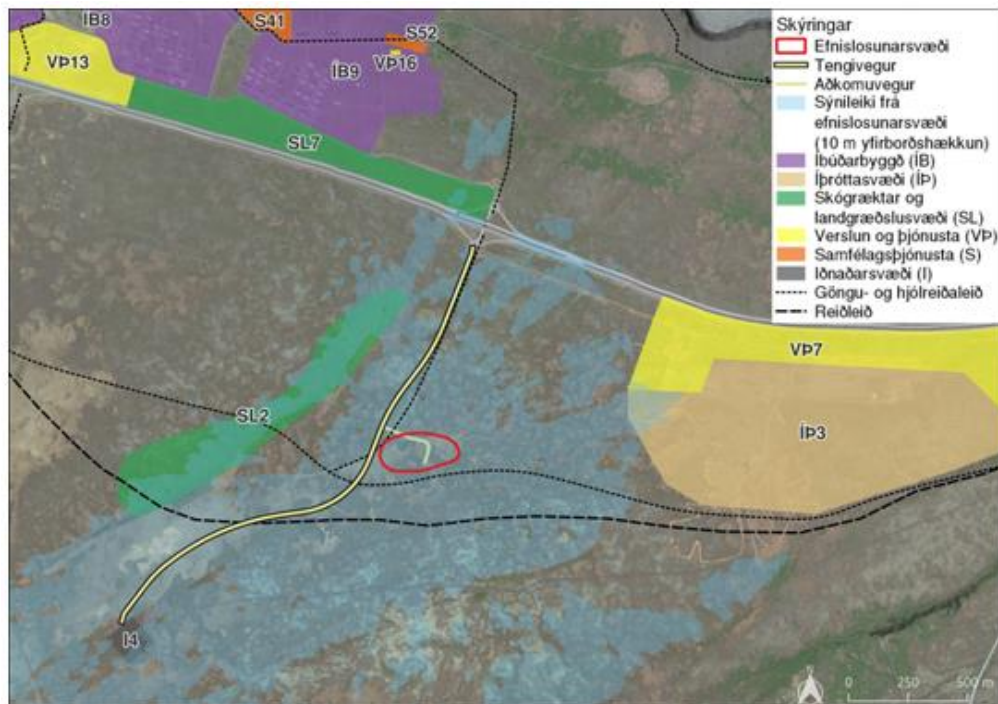 Skýringar
Efnislosunarsvæði
Tengivegur
Aðkomuvegur
Sýnileiki frá
efnislosunarsvæði
(10 m yfirborðshækkun)
Íbúðarbyggð (ÍB)
Íþróttasvæði (ÍÞ)
Skógræktar og
landgræðslusvæði (SL)
Verslun og þjónusta (VÞ)
Samfélagsþjónusta (S)
Iðnaðarsvæði (I)
Göngu- og hjólreiðaleið
Reiðleið
ÍB8
S41
S52
VÞ16
VÞ13
ÍB9
SL7
VÞ7
SL2
ÍÞ3
I4
N
0 250 500 m